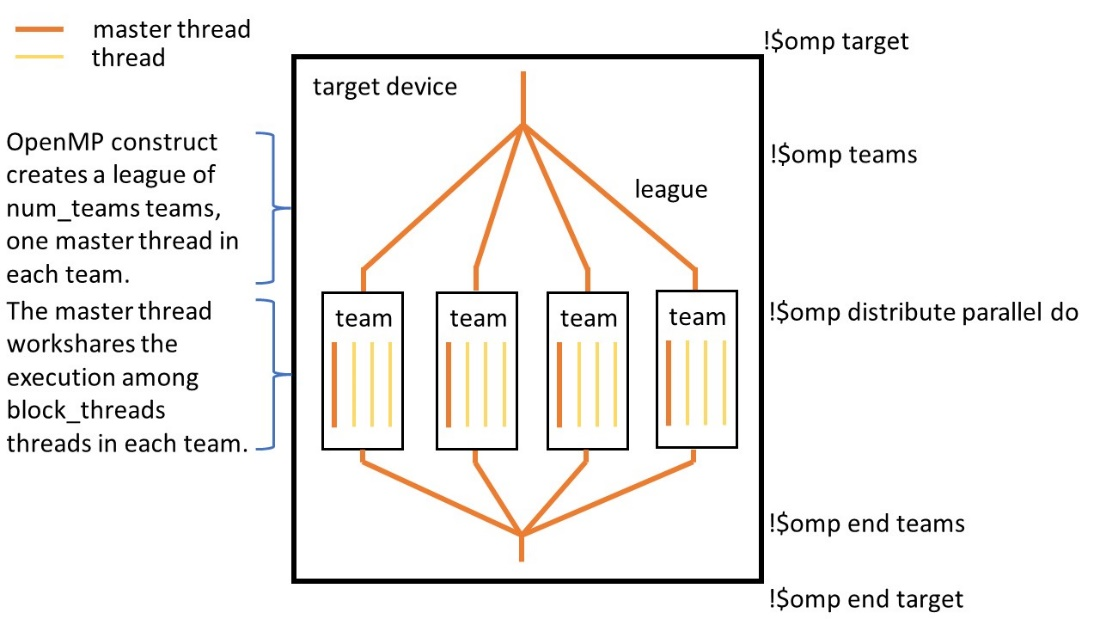 master thread
thread
!$omp target
target device
OpenMP construct
creates a league of
num_teams teams,
one master thread in
each team.
!$omp teams
league
The master thread
workshares the
execution among
block_threads
threads in each team.
team
team
team
team
!$omp distribute parallel do
!$omp end teams
!$omp end target